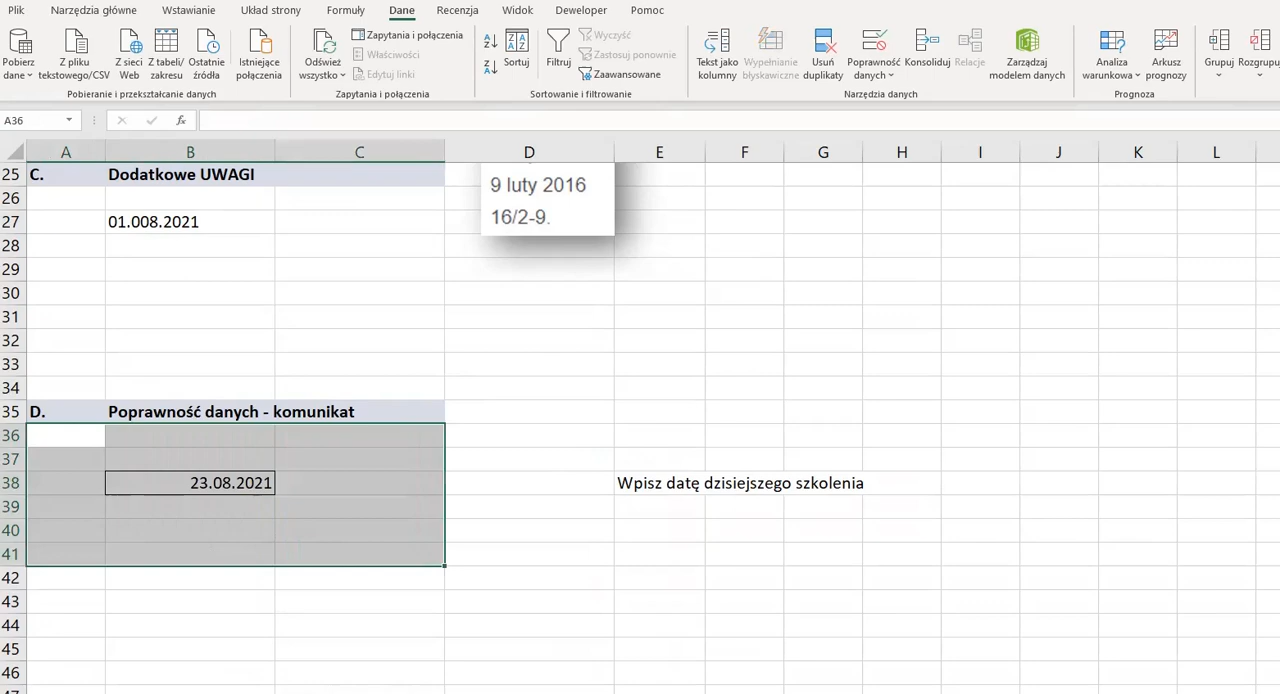 Plik Narzędzia główne Wstawianie Układ strony Formuły Dane Recenzja Widok Deweloper Pomoc
Pobierz dane
Z pliku tekstowego/CSV
Z sieci Web
Z tabeli/ zakresu
Ostatnie źródła
Istniejące połączenia
Pobieranie i przekształcanie danych
Odśwież wszystko
Zapytania i połączenia
Właściwości
Edytuj linki
Zapytania i połączenia
Sortuj
Filtruj
Wyczyść
Zastosuj ponownie
Zaawansowane
Sortowanie i filtrowanie
Tekst jako kolumny
Wypełnianie błyskawiczne
Usuń duplikaty
Poprawność danych
Konsoliduj
Relacje
Zarządzaj modelem danych
Narzędzia danych
Analiza warunkowa
Arkusz prognozy
Prognoza
Grupuj
Rozgrupuj
A36 fx
A B C D E F G H I J K L
25 C. Dodatkowe UWAGI 9 luty 2016
26 16/2-9.
27 01.008.2021
28
29
30
31
32
33
34
35 D. Poprawność danych - komunikat
36
37
38 23.08.2021 Wpisz datę dzisiejszego szkolenia
39
40
41
42
43
44
45
46